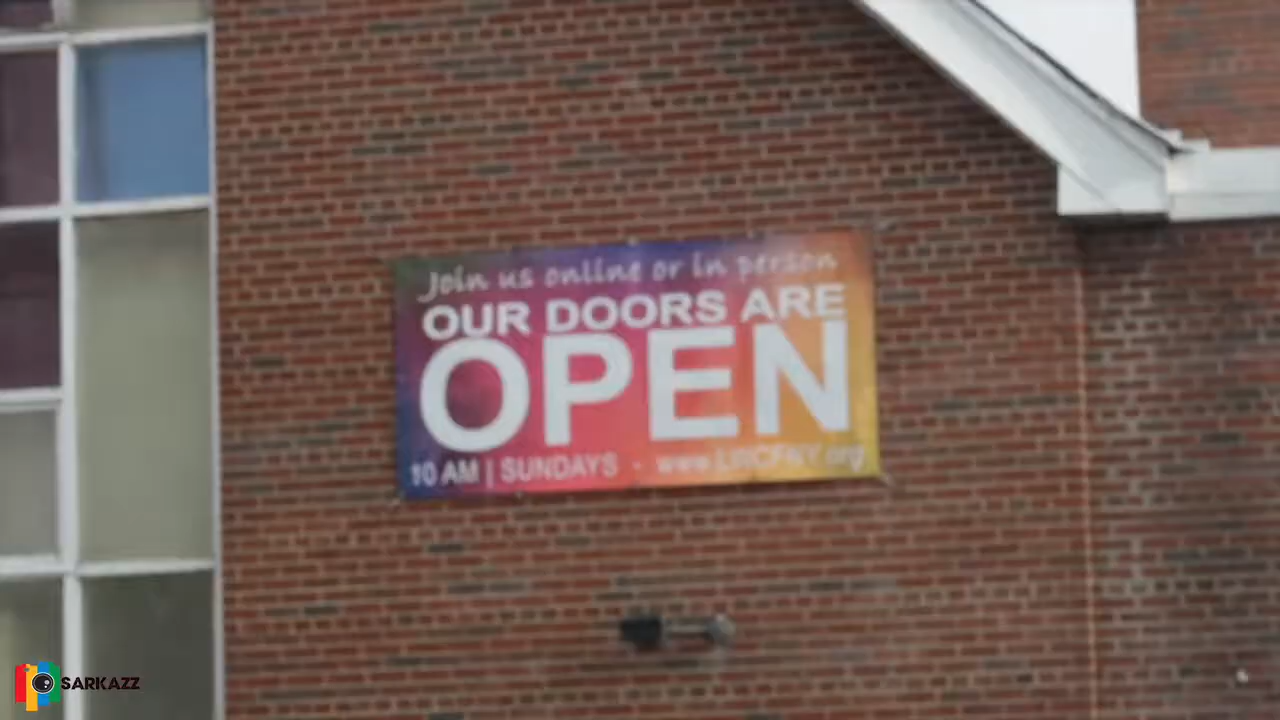 Join us online or in person
OUR DOORS ARE
OPEN
10 AM | SUNDAYS -
SARKAZZ